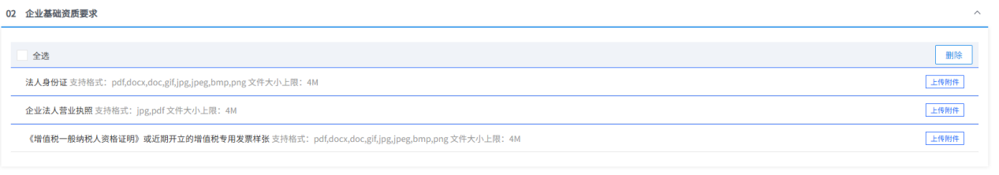 02 企业基础资质要求
全选 删除
法人身份证 支持格式：pdf,docx,doc,gif,jpg,jpeg,bmp,png 文件大小上限：4M 上传附件
企业法人营业执照 支持格式：jpg,pdf 文件大小上限：4M 上传附件
《增值税一般纳税人资格证明》或近期开立的增值税专用发票样张 支持格式：pdf,docx,doc,gif,jpg,jpeg,bmp,png 文件大小上限：4M 上传附件